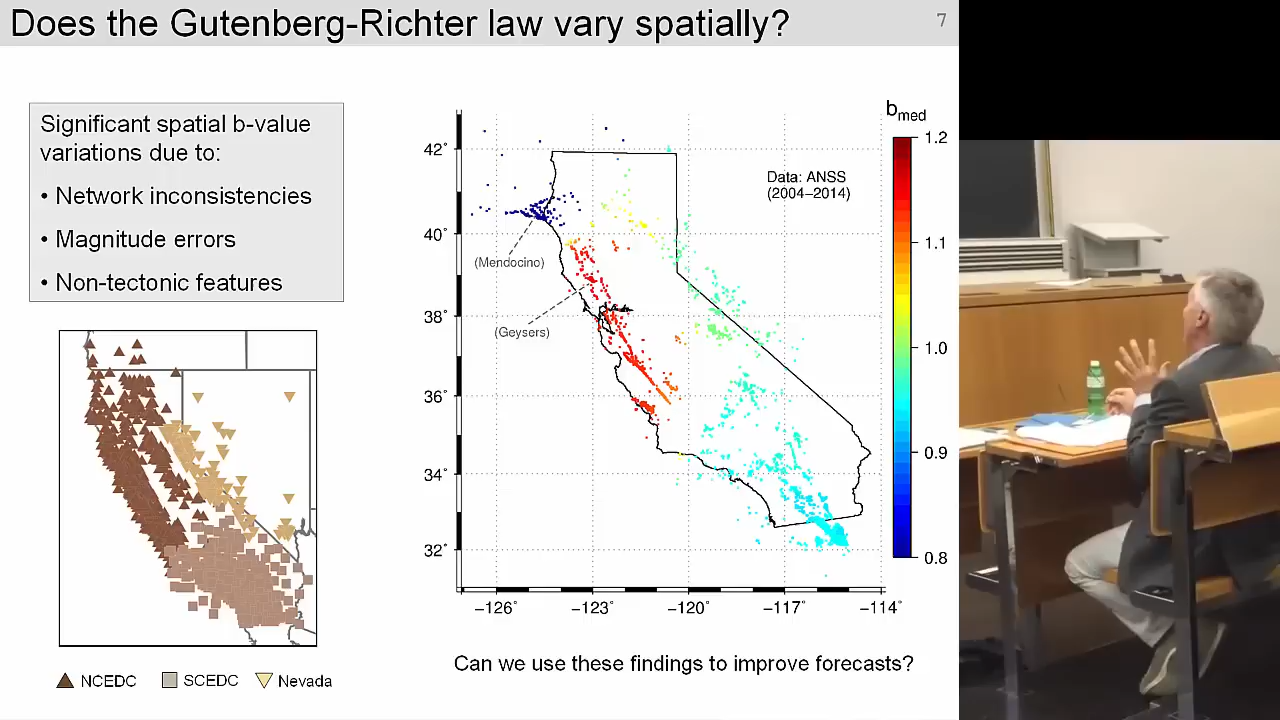 Does the Gutenberg-Richter law vary spatially?
7
Significant spatial b-value
variations due to:
• Network inconsistencies
• Magnitude errors
• Non-tectonic features
NCEDC
SCEDC
Nevada
b_med
1.2
1.1
1.0
0.9
0.8
Data: ANSS
(2004–2014)
(Mendocino)
(Geysers)
42˚
40˚
38˚
36˚
34˚
32˚
−126˚
−123˚
−120˚
−117˚
−114˚
Can we use these findings to improve forecasts?